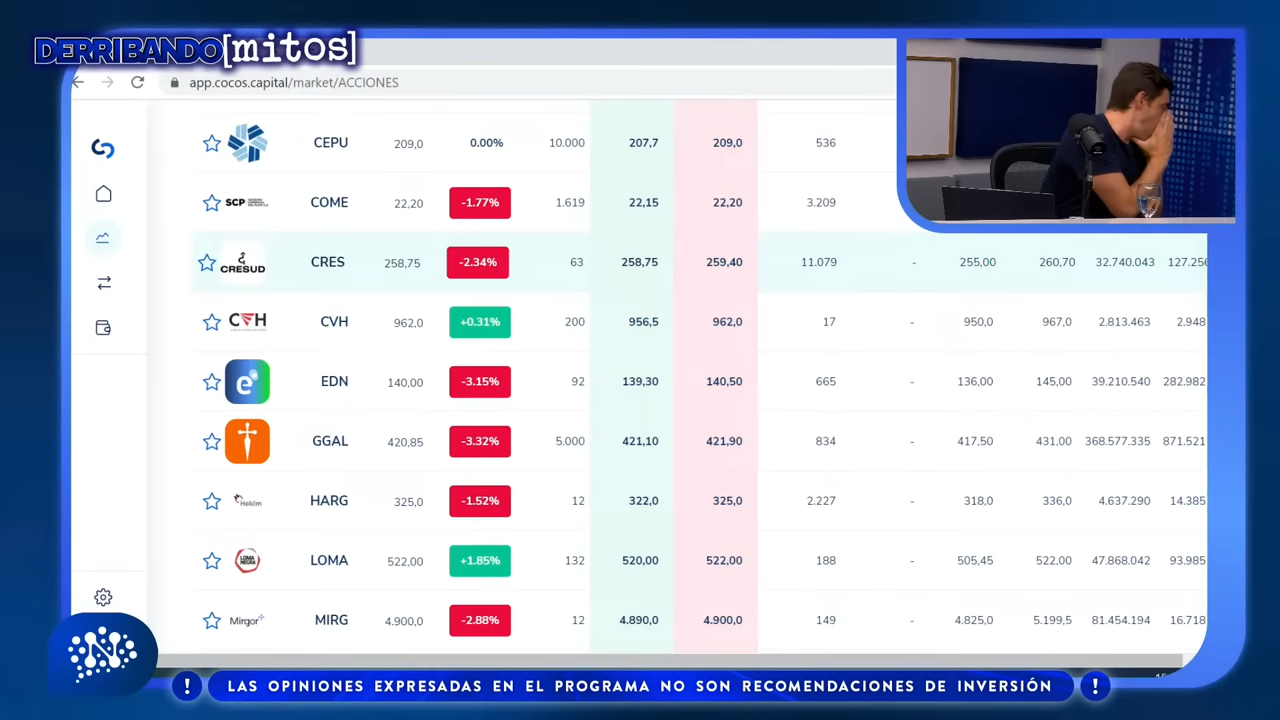 DERRIBANDO[mitos]
app.cocos.capital/market/ACCIONES
CEPU 209,0 0.00% 10.000 207,7 209,0 536
SCP COME 22,20 -1.77% 1.619 22,15 22,20 3.209
CRESUD CRES 258,75 -2.34% 63 258,75 259,40 11.079 - 255,00 260,70 32.740.043 127.256
CVH CVH 962,0 +0.31% 200 956,5 962,0 17 - 950,0 967,0 2.813.463 2.948
e EDN 140,00 -3.15% 92 139,30 140,50 665 - 136,00 145,00 39.210.540 282.982
GGAL 420,85 -3.32% 5.000 421,10 421,90 834 - 417,50 431,00 368.577.335 871.521
Holcim HARG 325,0 -1.52% 12 322,0 325,0 2.227 - 318,0 336,0 4.637.290 14.385
LOMA NEGRA LOMA 522,00 +1.85% 132 520,00 522,00 188 - 505,45 522,00 47.868.042 93.985
Mirgor MIRG 4.900,0 -2.88% 12 4.890,0 4.900,0 149 - 4.825,0 5.199,5 81.454.194 16.718
N
! LAS OPINIONES EXPRESADAS EN EL PROGRAMA NO SON RECOMENDACIONES DE INVERSIÓN !